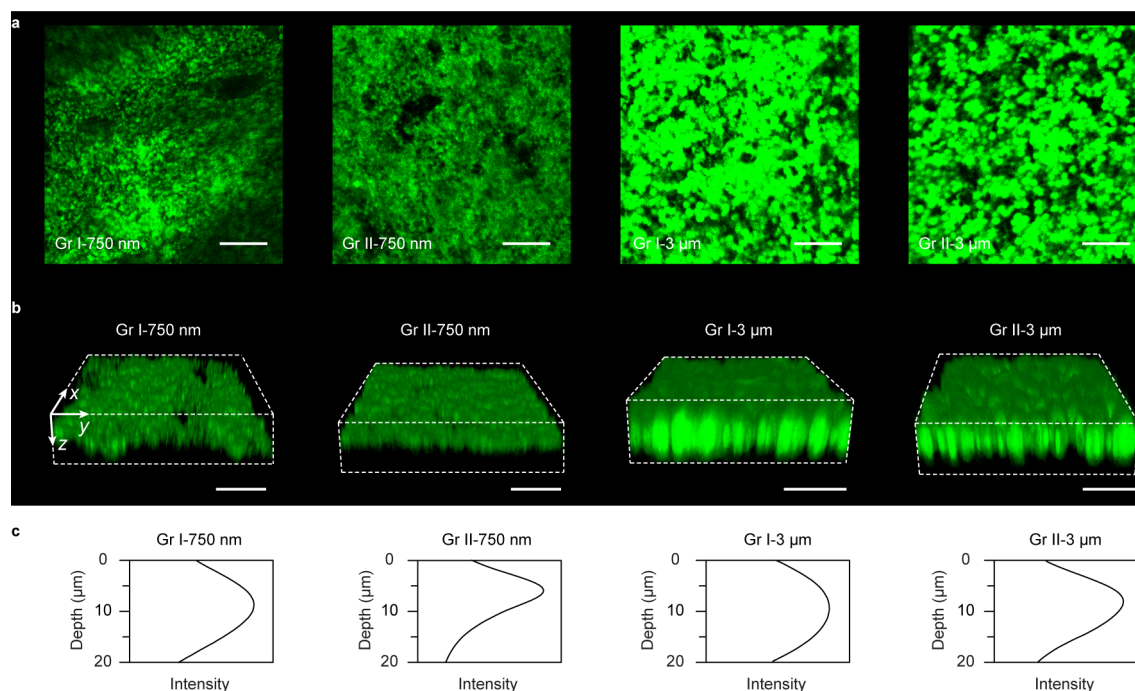 a
Gr I-750 nm
Gr II-750 nm
Gr I-3 μm
Gr II-3 μm
b
Gr I-750 nm
Gr II-750 nm
Gr I-3 μm
Gr II-3 μm
x
y
z
c
Gr I-750 nm
Gr II-750 nm
Gr I-3 μm
Gr II-3 μm
0
10
20
Depth (μm)
Intensity
0
10
20
Depth (μm)
Intensity
0
10
20
Depth (μm)
Intensity
0
10
20
Depth (μm)
Intensity